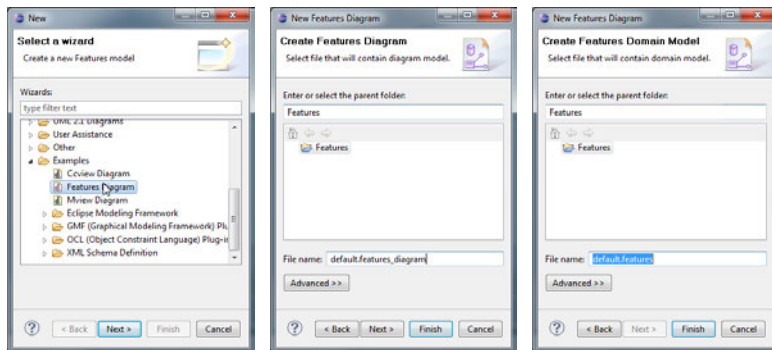 New
Select a wizard
Create a new Features model
Wizards:
type filter text
UML 2.1 Diagrams
User Assistance
Other
Examples
Ccview Diagram
Features Diagram
Mview Diagram
Eclipse Modeling Framework
GMF (Graphical Modeling Framework) Plu
OCL (Object Constraint Language) Plug-in
XML Schema Definition
< Back Next > Finish Cancel
New Features Diagram
Create Features Diagram
Select file that will contain diagram model.
Enter or select the parent folder:
Features
Features
File name: default.features_diagram
Advanced >>
< Back Next > Finish Cancel
New Features Diagram
Create Features Domain Model
Select file that will contain domain model.
Enter or select the parent folder:
Features
Features
File name: default.features
Advanced >>
< Back Next > Finish Cancel